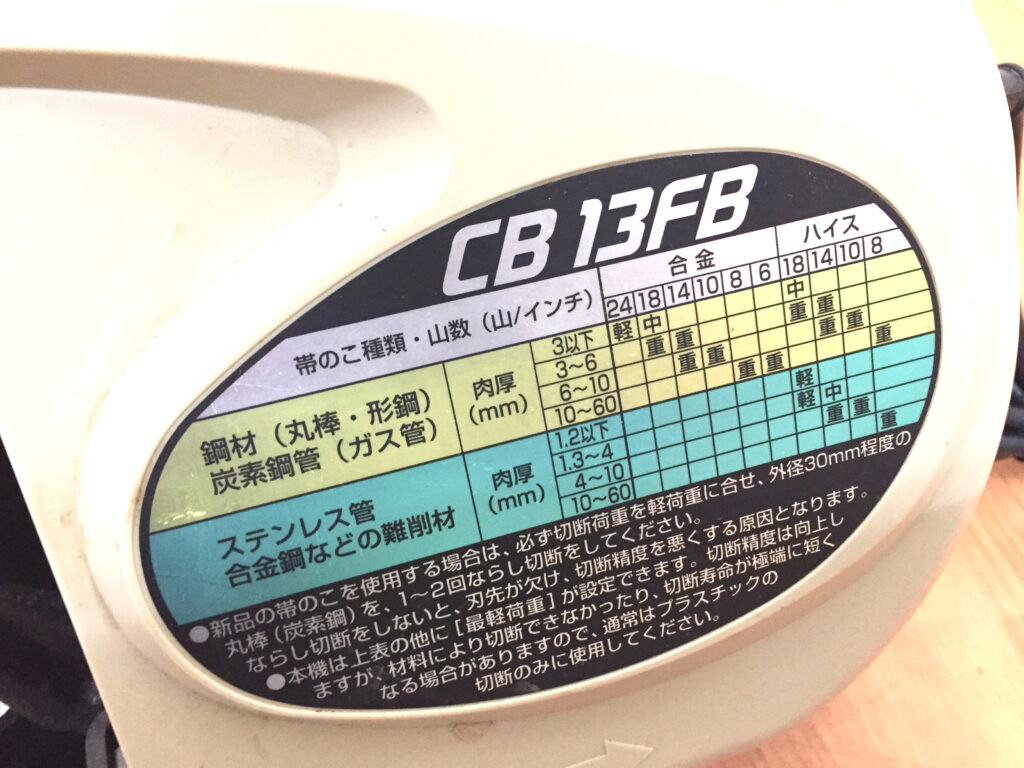 CB 13FB
帯のこ種類・山数（山/インチ） 合金 ハイス
24 18 14 10 8 6 18 14 10 8
鋼材（丸棒・形鋼）
炭素鋼管（ガス管）
肉厚
(mm)
3以下 軽 中 中
3〜6 重 重 重 重
6〜10 重 重 重 重
10〜60 重 重 重
ステンレス管
合金鋼などの難削材
肉厚
(mm)
1.2以下 軽
1.3〜4 軽 中
4〜10 重 重
10〜60 重
●新品の帯のこを使用する場合は、必ず切断荷重を軽荷重に合せ、外径30mm程度の
丸棒（炭素鋼）を、1〜2回ならし切断をしてください。
ならし切断をしないと、刃先が欠け、切断精度を悪くする原因となります。
●本機は上表の他に［最軽荷重］が設定できます。切断精度は向上し
ますが、材料により切断できなかったり、切断寿命が極端に短く
なる場合がありますので、通常はプラスチックの
切断のみに使用してください。